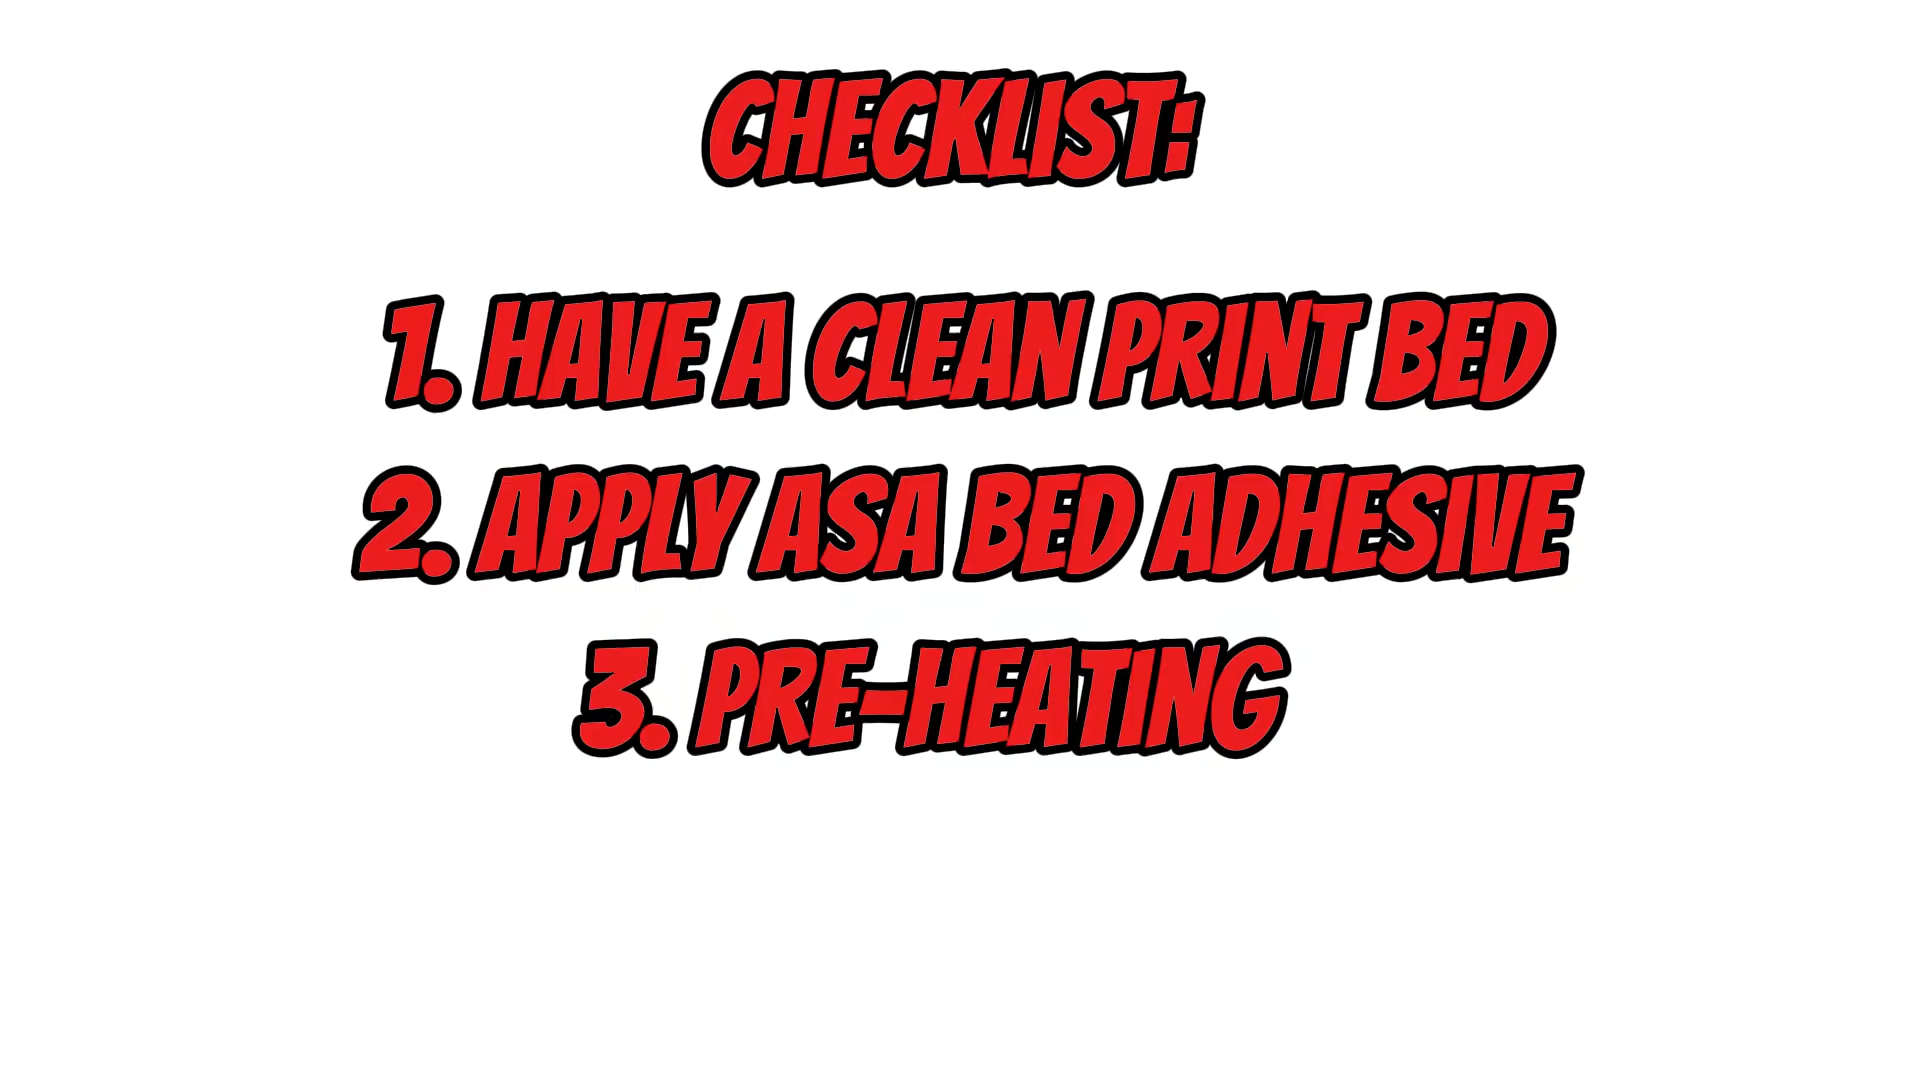 CHECKLIST:
1. HAVE A CLEAN PRINT BED
2. APPLY ASA BED ADHESIVE
3. PRE-HEATING